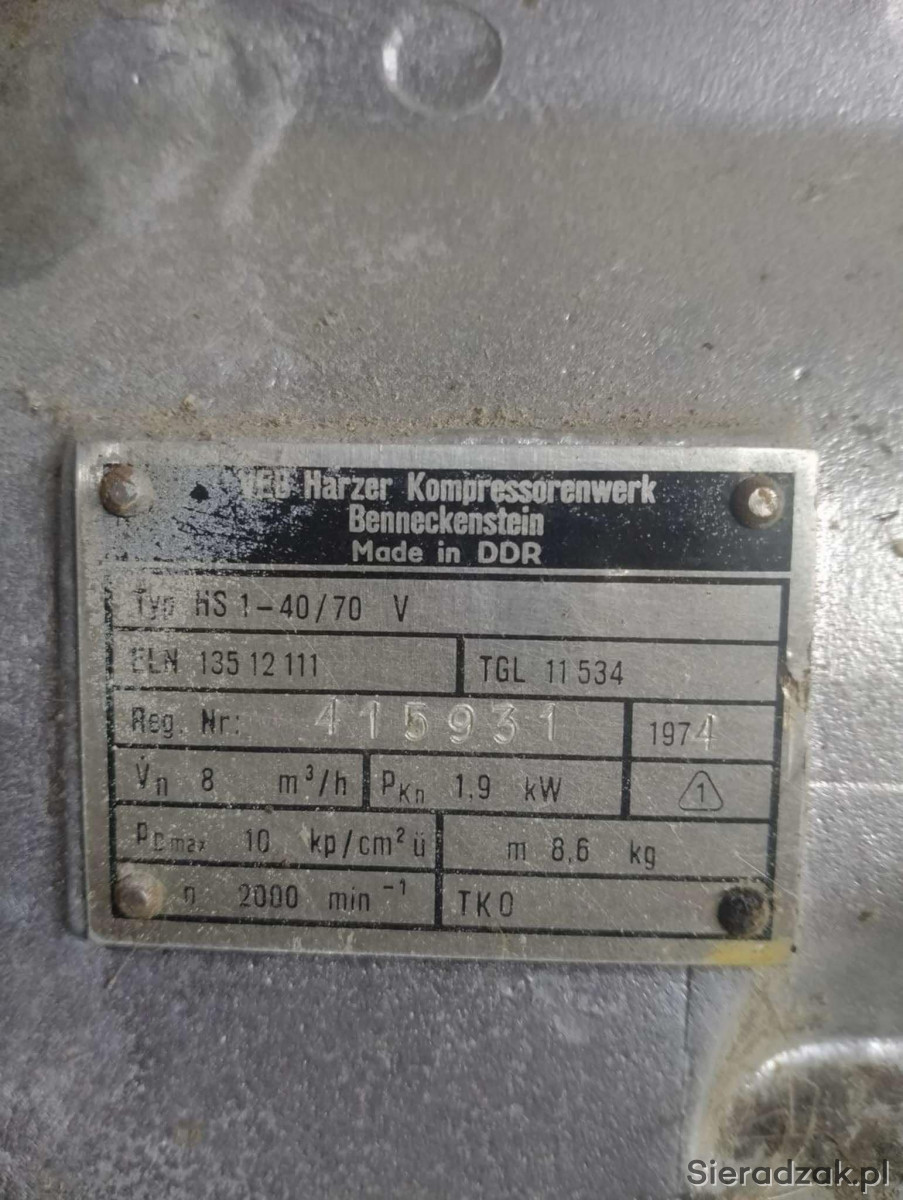 VEB Harzer Kompressorenwerk
Benneckenstein
Made in DDR
Typ HS 1-40/70 V
ELN 135 12 111 TGL 11 534
Reg. Nr: 415931 1974
V̇n 8 m³/h PKn 1,9 kW 1
PDmax 10 kp/cm² ü m 8,6 kg
n 2000 min⁻¹ TKO
Sieradzak.pl